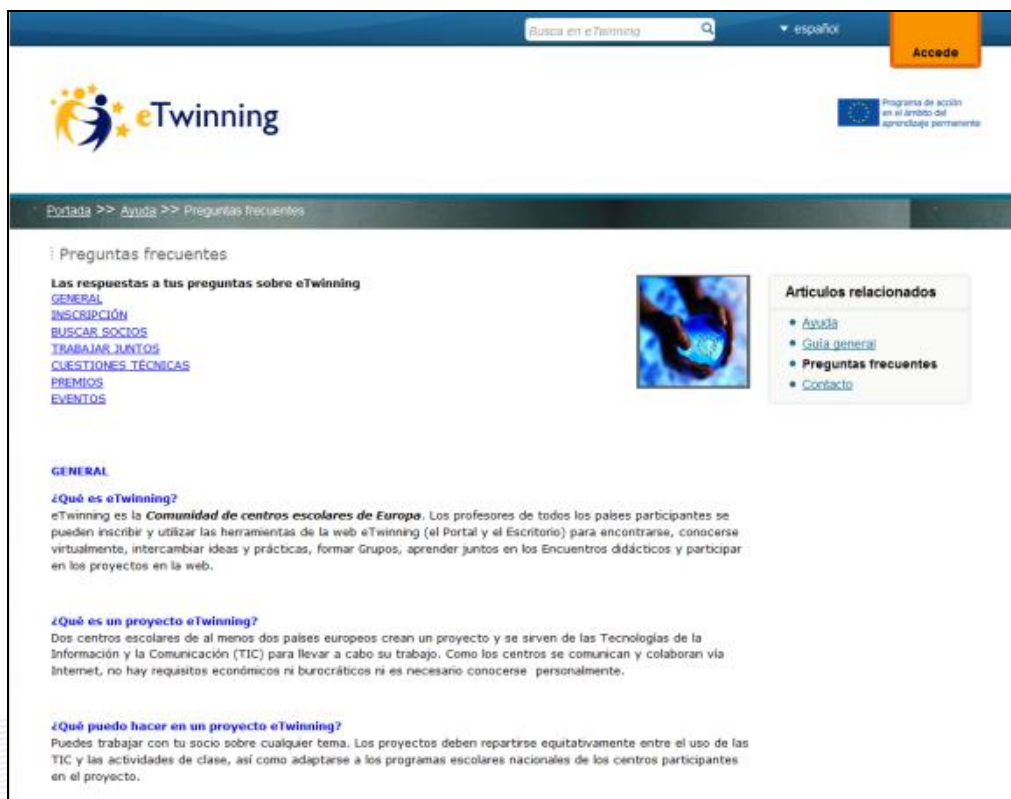 Busca en eTwinning
español
Accede
eTwinning
Programa de acción
en el ámbito del
aprendizaje permanente
Portada >> Ayuda >> Preguntas frecuentes
Preguntas frecuentes
Las respuestas a tus preguntas sobre eTwinning
GENERAL
INSCRIPCIÓN
BUSCAR SOCIOS
TRABAJAR JUNTOS
CUESTIONES TÉCNICAS
PREMIOS
EVENTOS
Artículos relacionados
Ayuda
Guía general
Preguntas frecuentes
Contacto
GENERAL
¿Qué es eTwinning?
eTwinning es la Comunidad de centros escolares de Europa. Los profesores de todos los países participantes se
pueden inscribir y utilizar las herramientas de la web eTwinning (el Portal y el Escritorio) para encontrarse, conocerse
virtualmente, intercambiar ideas y prácticas, formar Grupos, aprender juntos en los Encuentros didácticos y participar
en los proyectos en la web.
¿Qué es un proyecto eTwinning?
Dos centros escolares de al menos dos países europeos crean un proyecto y se sirven de las Tecnologías de la
Información y la Comunicación (TIC) para llevar a cabo su trabajo. Como los centros se comunican y colaboran vía
Internet, no hay requisitos económicos ni burocráticos ni es necesario conocerse personalmente.
¿Qué puedo hacer en un proyecto eTwinning?
Puedes trabajar con tu socio sobre cualquier tema. Los proyectos deben repartirse equitativamente entre el uso de las
TIC y las actividades de clase, así como adaptarse a los programas escolares nacionales de los centros participantes
en el proyecto.